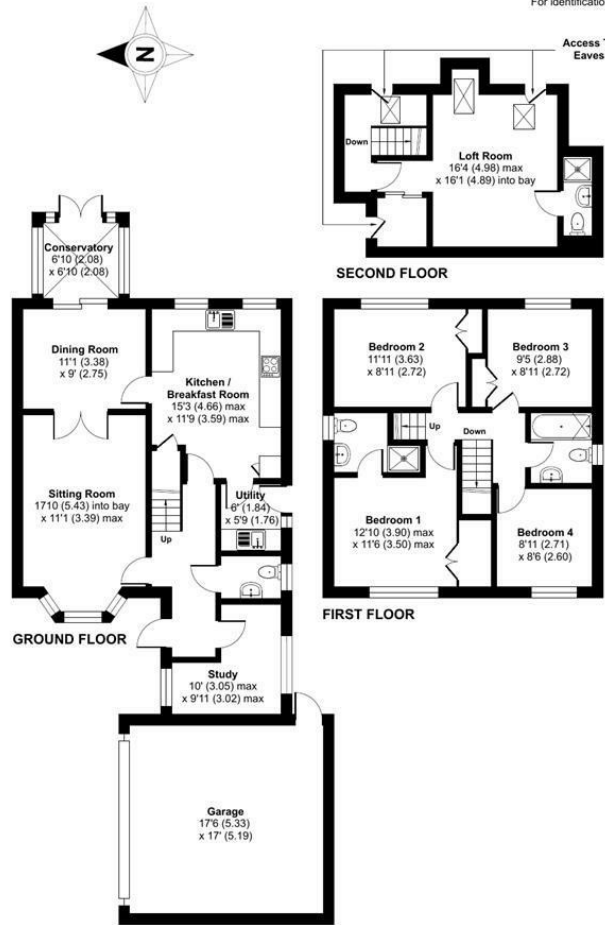 For identificatio
Access T
Eaves
N
Down
Loft Room
16'4 (4.98) max
x 16'1 (4.89) into bay
SECOND FLOOR
Conservatory
6'10 (2.08)
x 6'10 (2.08)
Dining Room
11'1 (3.38)
x 9' (2.75)
Kitchen /
Breakfast Room
15'3 (4.66) max
x 11'9 (3.59) max
Sitting Room
1710 (5.43) into bay
x 11'1 (3.39) max
Up
Utility
6' (1.84)
x 5'9 (1.76)
GROUND FLOOR
Study
10' (3.05) max
x 9'11 (3.02) max
Garage
17'6 (5.33)
x 17' (5.19)
Bedroom 2
11'11 (3.63)
x 8'11 (2.72)
Bedroom 3
9'5 (2.88)
x 8'11 (2.72)
Up
Down
Bedroom 1
12'10 (3.90) max
x 11'6 (3.50) max
Bedroom 4
8'11 (2.71)
x 8'6 (2.60)
FIRST FLOOR